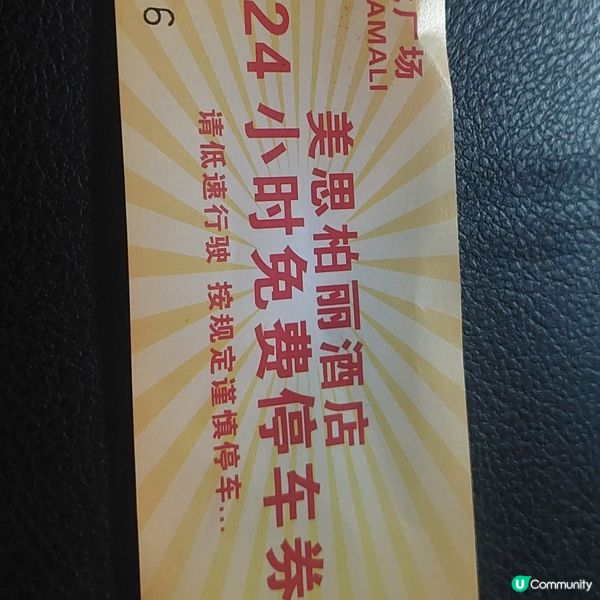 广场
AMALI
美思柏丽酒店
24小时免费停车券
请低速行驶 按规定谨慎停车...
6
U Community